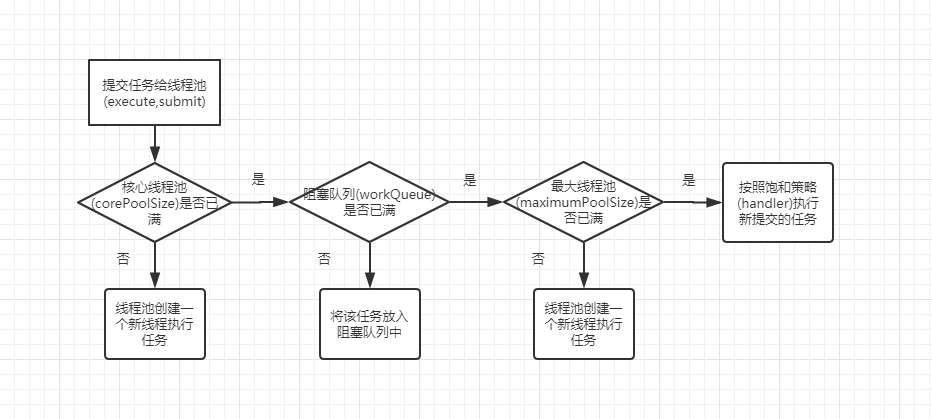 提交任务给线程池
(execute,submit)
核心线程池
(corePoolSize)是否已
满
是
阻塞队列(workQueue)
是否已满
是
最大线程池
(maximumPoolSize)是
否已满
是
按照饱和策略
(handler)执行
新提交的任务
否
否
否
线程池创建一
个新线程执行
任务
将该任务放入
阻塞队列中
线程池创建一
个新线程执行
任务